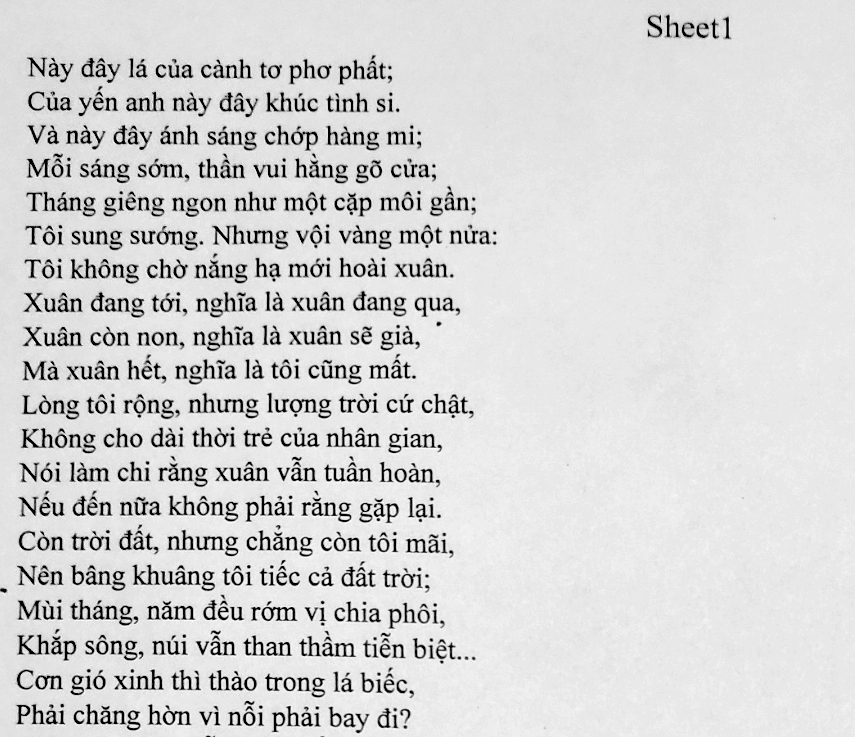 Sheet1
Này đây lá của cành tơ phơ phất;
Của yến anh này đây khúc tình si.
Và này đây ánh sáng chớp hàng mi;
Mỗi sáng sớm, thần vui hằng gõ cửa;
Tháng giêng ngon như một cặp môi gần;
Tôi sung sướng. Nhưng vội vàng một nửa:
Tôi không chờ nắng hạ mới hoài xuân.
Xuân đang tới, nghĩa là xuân đang qua,
Xuân còn non, nghĩa là xuân sẽ già,
Mà xuân hết, nghĩa là tôi cũng mất.
Lòng tôi rộng, nhưng lượng trời cứ chật,
Không cho dài thời trẻ của nhân gian,
Nói làm chi rằng xuân vẫn tuần hoàn,
Nếu đến nữa không phải rằng gặp lại.
Còn trời đất, nhưng chẳng còn tôi mãi,
Nên bâng khuâng tôi tiếc cả đất trời;
Mùi tháng, năm đều rớm vị chia phôi,
Khắp sông, núi vẫn than thầm tiễn biệt...
Cơn gió xinh thì thào trong lá biếc,
Phải chăng hờn vì nỗi phải bay đi?